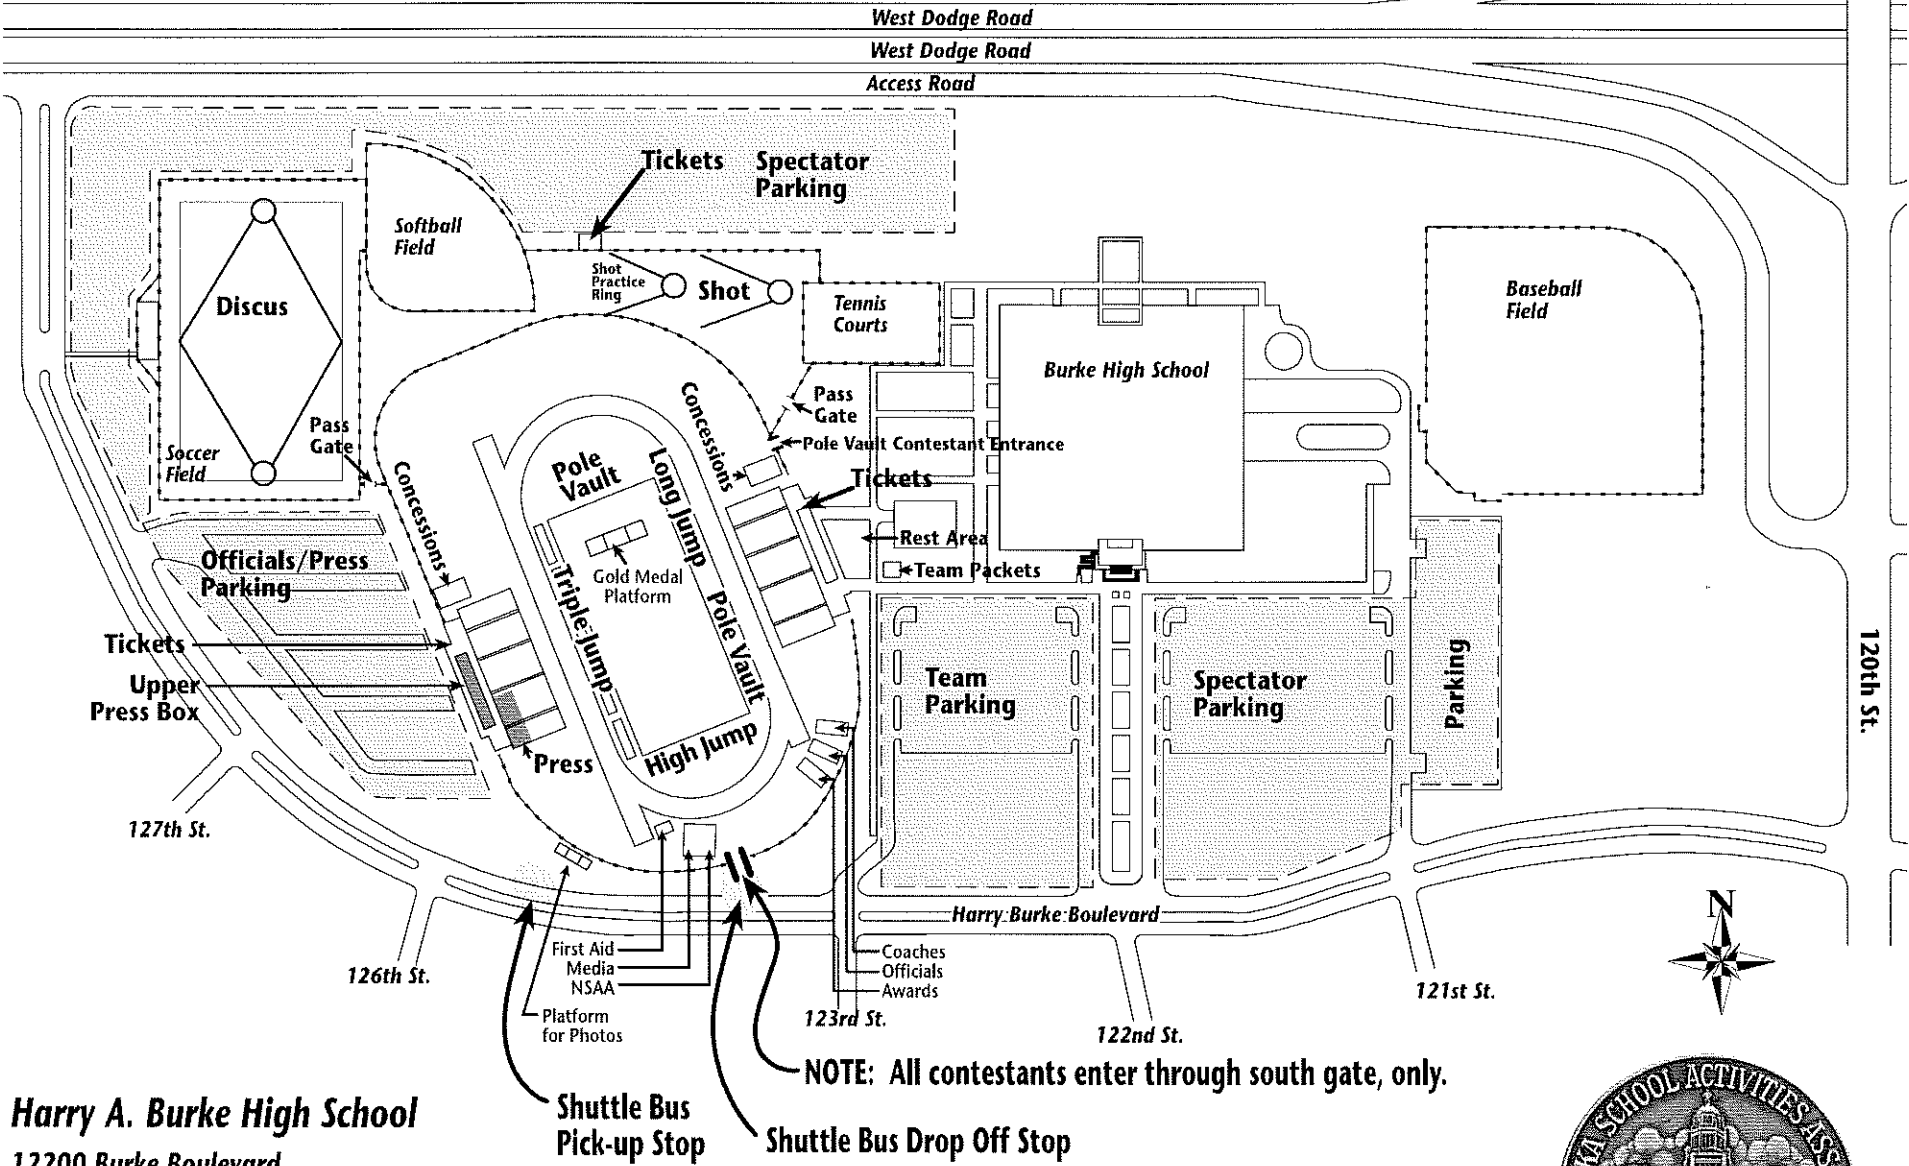 West Dodge Road
West Dodge Road
Access Road
Tickets
Spectator
Parking
Softball
Field
Shot
Practice
Ring
Shot
Discus
Tennis
Courts
Baseball
Field
Burke High School
Pass
Gate
Concessions
Pole Vault Contestant Entrance
Pass
Gate
Soccer
Field
Concessions
Pole
Vault
Long Jump
Tickets
Rest Area
Team Packets
Gold Medal
Platform
Triple Jump
Pole Vault
High Jump
Officials/Press
Parking
Tickets
Upper
Press Box
Press
Team
Parking
Spectator
Parking
Parking
120th St.
127th St.
126th St.
Harry Burke Boulevard
N
First Aid
Media
NSAA
Platform
for Photos
Coaches
Officials
Awards
123rd St.
122nd St.
121st St.
NOTE: All contestants enter through south gate, only.
Shuttle Bus
Pick-up Stop
Shuttle Bus Drop Off Stop
Harry A. Burke High School
12200 Burke Boulevard
KA SCHOOL ACTIVITIES ASS